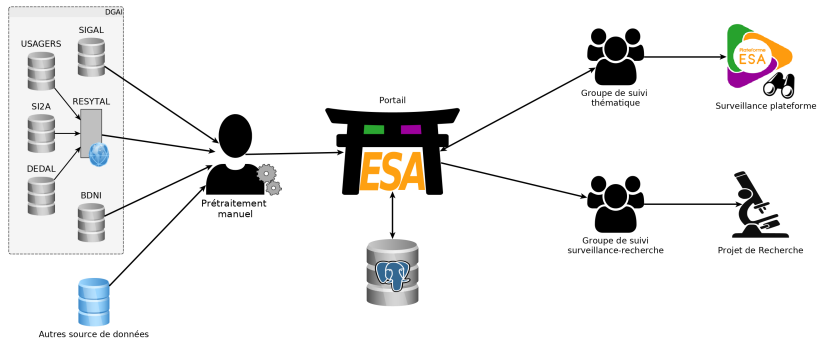 DGAl
SIGAL
USAGERS
RESYTAL
SI2A
DEDAL
BDNI
Autres source de données
Prétraitement
manuel
Portail
ESA
Groupe de suivi
thématique
Plateforme
ESA
Surveillance plateforme
Groupe de suivi
surveillance-recherche
Projet de Recherche